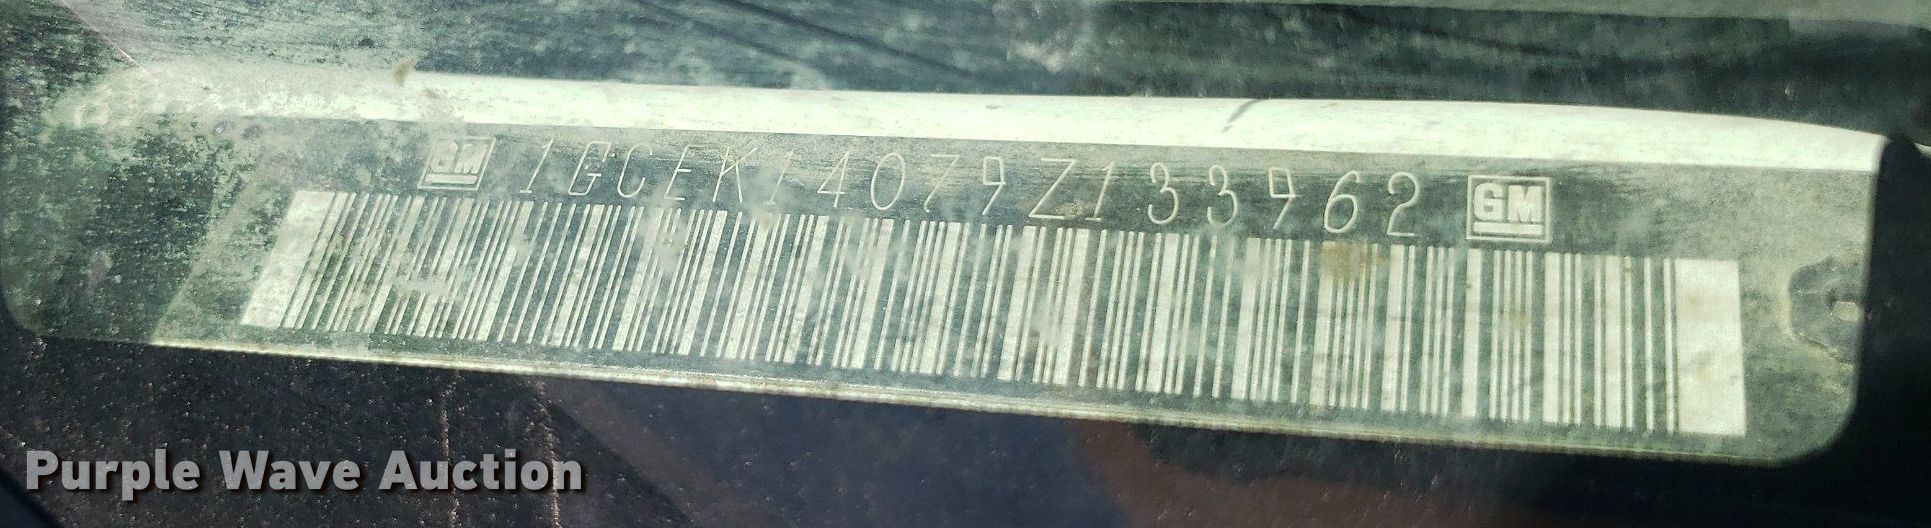 GM 1GCEK14079Z133962 GM
Purple Wave Auction